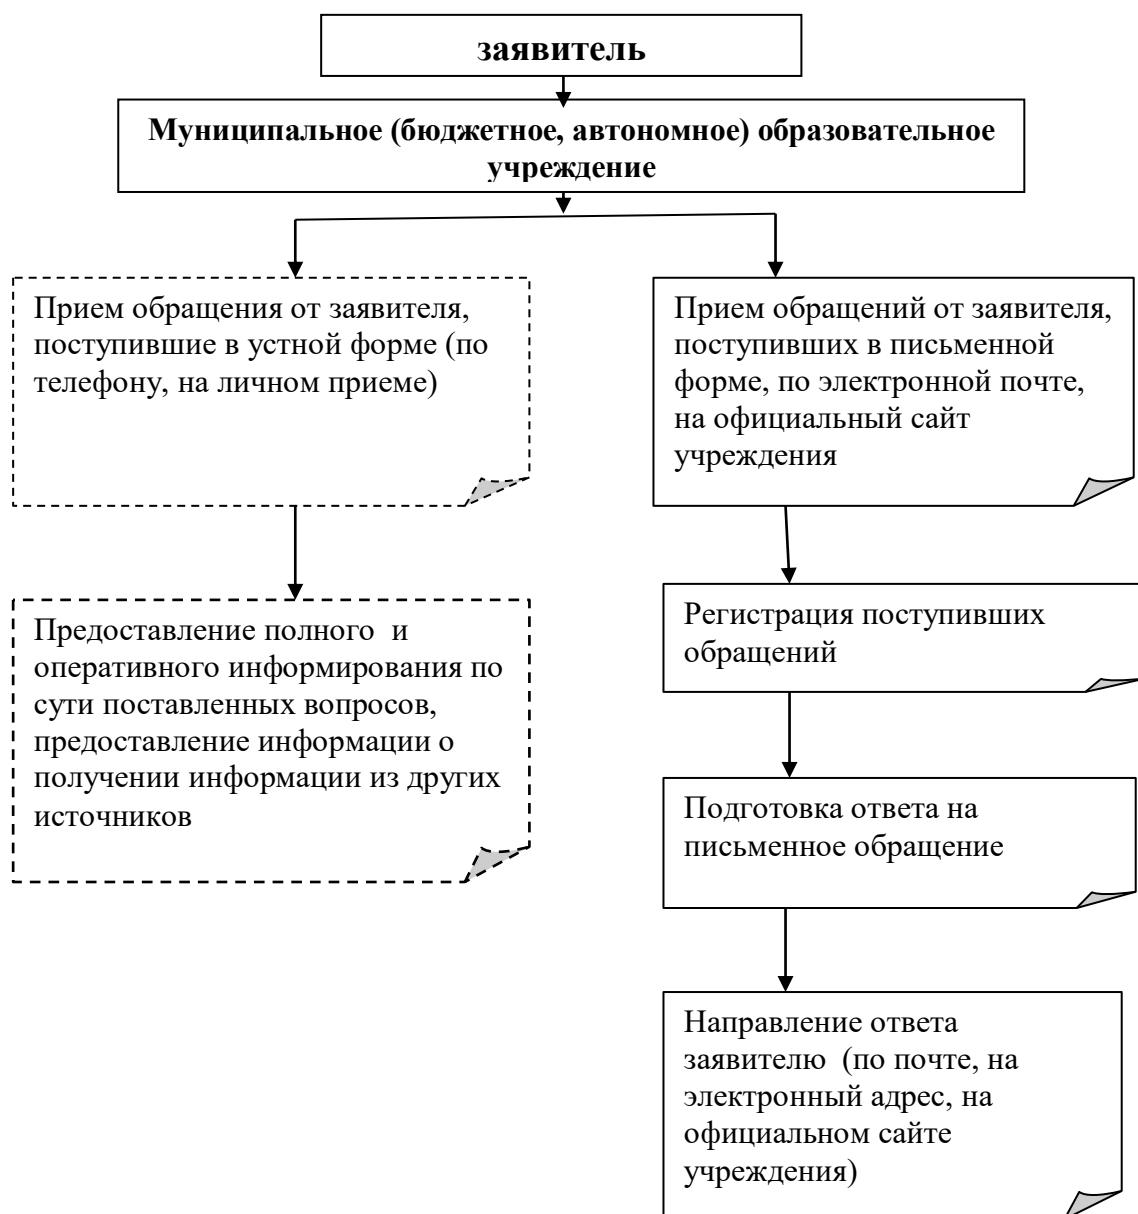 заявитель
Муниципальное (бюджетное, автономное) образовательное
учреждение
Прием обращения от заявителя,
поступившие в устной форме (по
телефону, на личном приеме)
Прием обращений от заявителя,
поступивших в письменной
форме, по электронной почте,
на официальный сайт
учреждения
Предоставление полного  и
оперативного информирования по
сути поставленных вопросов,
предоставление информации о
получении информации из других
источников
Регистрация поступивших
обращений
Подготовка ответа на
письменное обращение
Направление ответа
заявителю  (по почте, на
электронный адрес, на
официальном сайте
учреждения)